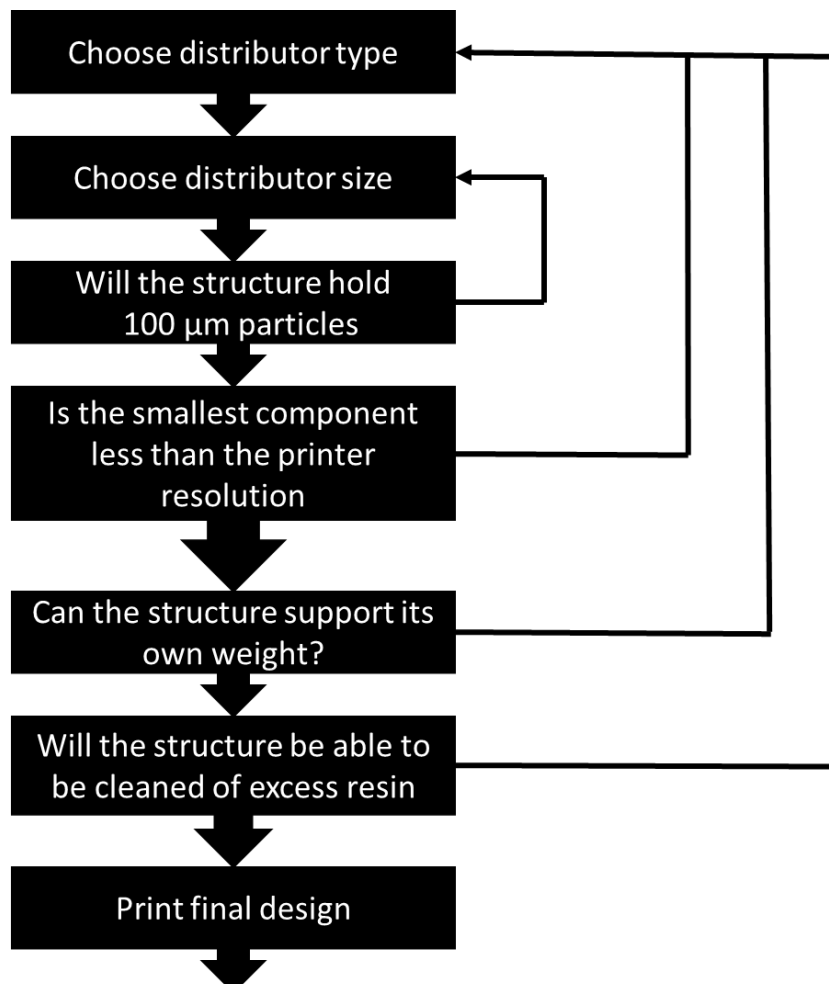 Choose distributor type
Choose distributor size
Will the structure hold
100 μm particles
Is the smallest component
less than the printer
resolution
Can the structure support its
own weight?
Will the structure be able to
be cleaned of excess resin
Print final design